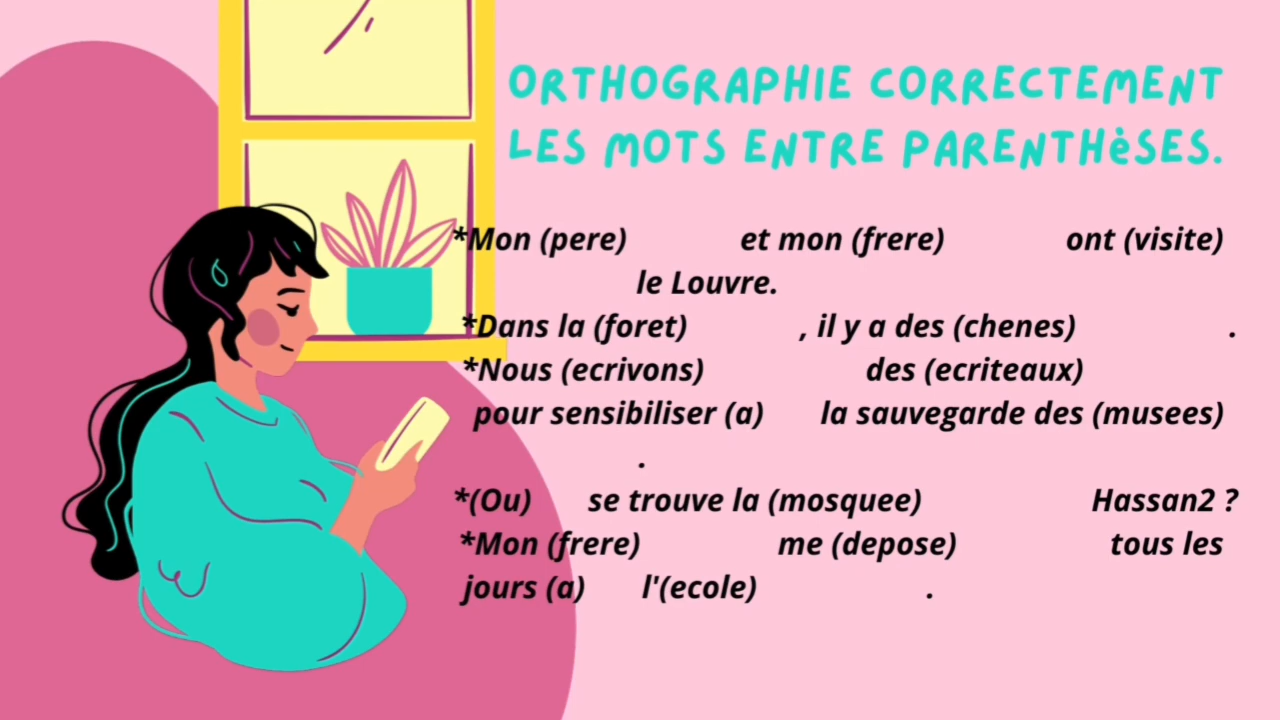 ORTHOGRAPHIE CORRECTEMENT
LES MOTS ENTRE PARENTHèSES.
*Mon (pere) et mon (frere) ont (visite)
le Louvre.
*Dans la (foret) , il y a des (chenes) .
*Nous (ecrivons) des (ecriteaux)
pour sensibiliser (a) la sauvegarde des (musees)
.
*(Ou) se trouve la (mosquee) Hassan2 ?
*Mon (frere) me (depose) tous les
jours (a) l'(ecole) .